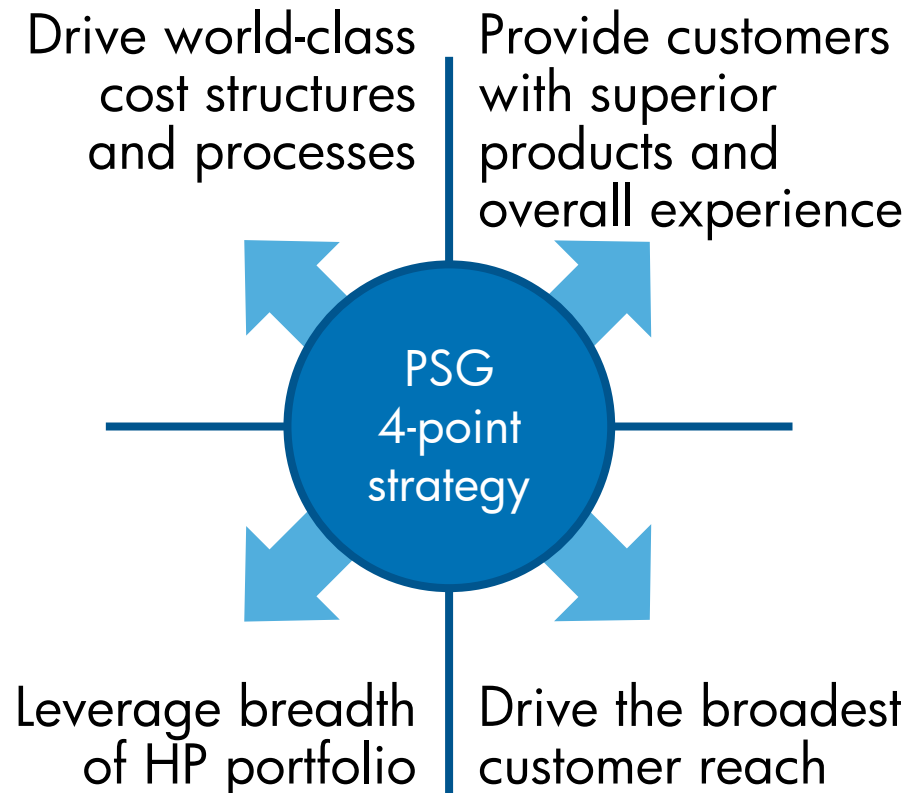 Drive world-class
cost structures
and processes
Provide customers
with superior
products and
overall experience
PSG
4-point
strategy
Leverage breadth
of HP portfolio
Drive the broadest
customer reach